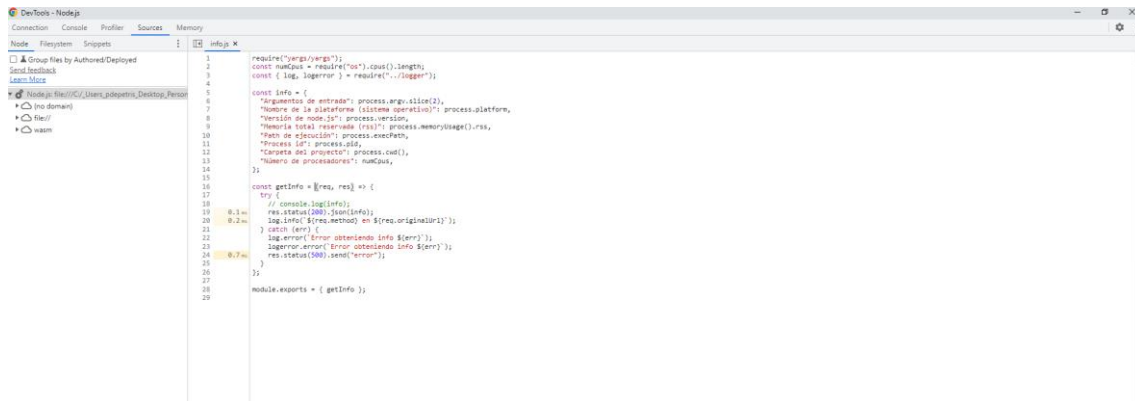 DevTools - Node.js
Connection Console Profiler Sources Memory
Node Filesystem Snippets
info.js
Group files by Authored/Deployed
Send feedback
Learn More
Node.js: file:///C:/_Users_pdepetris_Desktop_Person
(no domain)
file://
wasm
1 require("yargs/yargs");
2 const numCpus = require("os").cpus().length;
3 const { log, logerror } = require("../logger");
4
5 const info = {
6 "Argumentos de entrada": process.argv.slice(2),
7 "Nombre de la plataforma (sistema operativo)": process.platform,
8 "Versión de node.js": process.version,
9 "Memoria total reservada (rss)": process.memoryUsage().rss,
10 "Path de ejecución": process.execPath,
11 "Process id": process.pid,
12 "Carpeta del proyecto": process.cwd(),
13 "Número de procesadores": numCpus,
14 };
15
16 const getInfo = (req, res) => {
17 try {
18 // console.log(info);
19 0.1 ms res.status(200).json(info);
20 0.2 ms log.info(`${req.method} en ${req.originalUrl}`);
21 } catch (err) {
22 log.error(`Error obteniendo info ${err}`);
23 logerror.error(`Error obteniendo info ${err}`);
24 0.7 ms res.status(500).send("error");
25 }
26 };
27
28 module.exports = { getInfo };
29